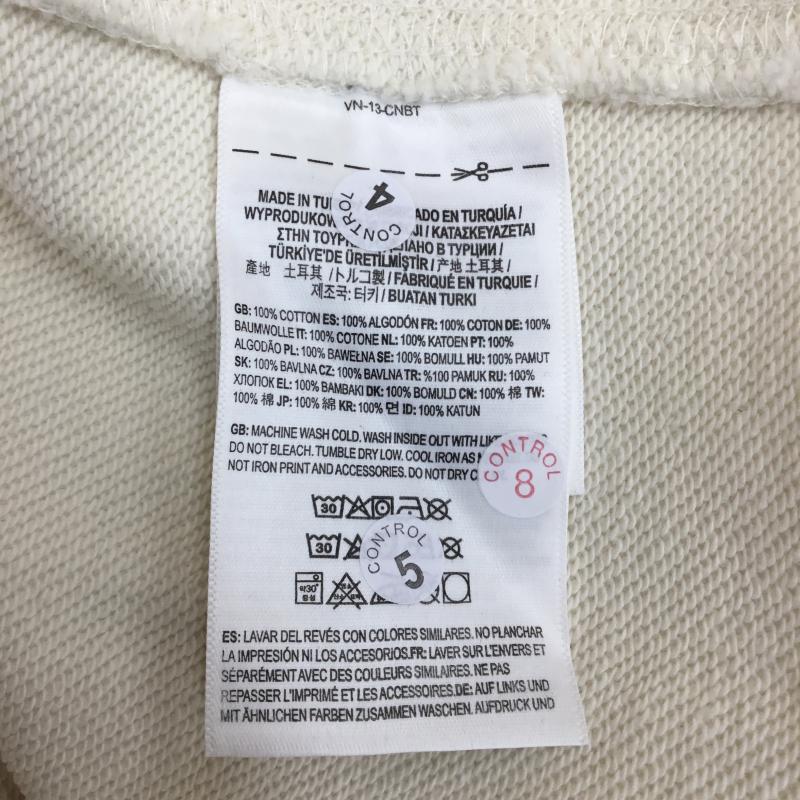 VN-13-CNBT
MADE IN TU
ADO EN TURQUÍA /
WYPRODUKOW
/ ΚΑΤΑΣΚΕΥΑΖΕΤΑΙ
ΣΤΗΝ ΤΟΥΡ
ЛАНО В ТУРЦИИ /
TÜRKİYE'DE ÜRETİLMİŞTİR / 产地 土耳其 /
產地 土耳其 / トルコ製 / FABRIQUÉ EN TURQUIE /
제조국: 터키 / BUATAN TURKI
CONTROL
4
GB: 100% COTTON ES: 100% ALGODÓN FR: 100% COTON DE: 100%
BAUMWOLLE IT: 100% COTONE NL: 100% KATOEN PT: 100%
ALGODÃO PL: 100% BAWEŁNA SE: 100% BOMULL HU: 100% PAMUT
SK: 100% BAVLNA CZ: 100% BAVLNA TR: %100 PAMUK RU: 100%
ХЛОПОК EL: 100% ΒΑΜΒΑΚΙ DK: 100% BOMULD CN: 100% 棉 TW:
100% 棉 JP: 100% 綿 KR: 100% 면 ID: 100% KATUN
GB: MACHINE WASH COLD. WASH INSIDE OUT WITH
DO NOT BLEACH. TUMBLE DRY LOW. COOL IRON AS
NOT IRON PRINT AND ACCESSORIES. DO NOT DRY
CONTROL
8
30
30
CONTROL
5
약30°
중성
ES: LAVAR DEL REVÉS CON COLORES SIMILARES. NO PLANCHAR
LA IMPRESIÓN NI LOS ACCESORIOS.FR: LAVER SUR L'ENVERS ET
SÉPARÉMENT AVEC DES COULEURS SIMILAIRES. NE PAS
REPASSER L'IMPRIMÉ ET LES ACCESSOIRES.DE: AUF LINKS UND
MIT ÄHNLICHEN FARBEN ZUSAMMEN WASCHEN. AUFDRUCK UND